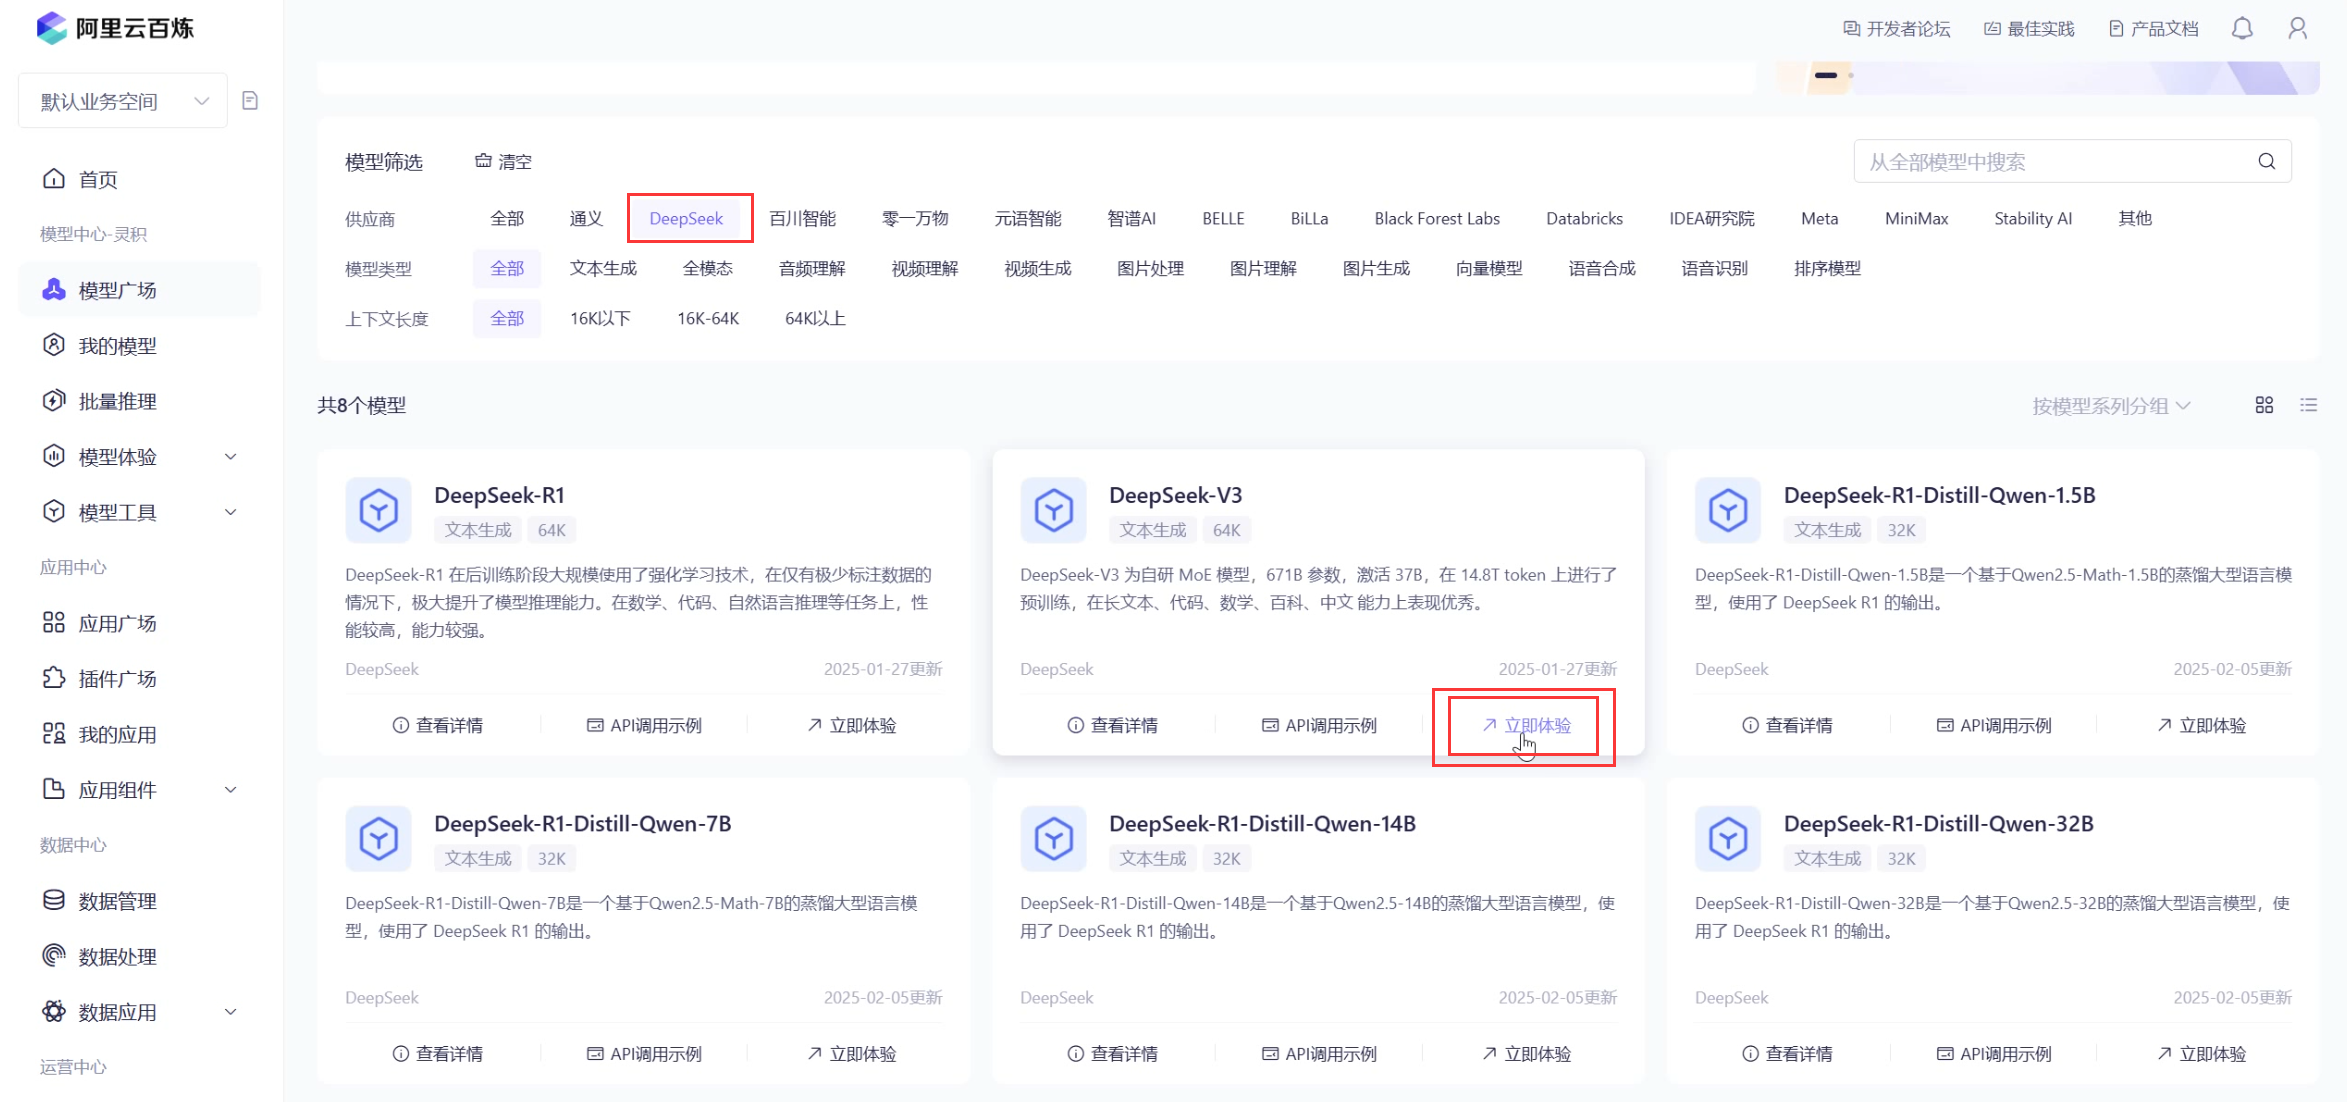 阿里云百炼
开发者论坛
最佳实践
产品文档
默认业务空间
首页
模型中心-灵积
模型广场
我的模型
批量推理
模型体验
模型工具
应用中心
应用广场
插件广场
我的应用
应用组件
数据中心
数据管理
数据处理
数据应用
运营中心
模型筛选 清空
从全部模型中搜索
供应商 全部 通义 DeepSeek 百川智能 零一万物 元语智能 智谱AI BELLE BiLLa Black Forest Labs Databricks IDEA研究院 Meta MiniMax Stability AI 其他
模型类型 全部 文本生成 全模态 音频理解 视频理解 视频生成 图片处理 图片理解 图片生成 向量模型 语音合成 语音识别 排序模型
上下文长度 全部 16K以下 16K-64K 64K以上
共8个模型
按模型系列分组
DeepSeek-R1
文本生成 64K
DeepSeek-R1 在后训练阶段大规模使用了强化学习技术，在仅有极少标注数据的
情况下，极大提升了模型推理能力。在数学、代码、自然语言推理等任务上，性
能较高，能力较强。
DeepSeek 2025-01-27更新
查看详情 API调用示例 立即体验
DeepSeek-V3
文本生成 64K
DeepSeek-V3 为自研 MoE 模型，671B 参数，激活 37B，在 14.8T token 上进行了
预训练，在长文本、代码、数学、百科、中文 能力上表现优秀。
DeepSeek 2025-01-27更新
查看详情 API调用示例 立即体验
DeepSeek-R1-Distill-Qwen-1.5B
文本生成 32K
DeepSeek-R1-Distill-Qwen-1.5B是一个基于Qwen2.5-Math-1.5B的蒸馏大型语言模
型，使用了 DeepSeek R1 的输出。
DeepSeek 2025-02-05更新
查看详情 API调用示例 立即体验
DeepSeek-R1-Distill-Qwen-7B
文本生成 32K
DeepSeek-R1-Distill-Qwen-7B是一个基于Qwen2.5-Math-7B的蒸馏大型语言模
型，使用了 DeepSeek R1 的输出。
DeepSeek 2025-02-05更新
查看详情 API调用示例 立即体验
DeepSeek-R1-Distill-Qwen-14B
文本生成 32K
DeepSeek-R1-Distill-Qwen-14B是一个基于Qwen2.5-14B的蒸馏大型语言模型，使
用了 DeepSeek R1 的输出。
DeepSeek 2025-02-05更新
查看详情 API调用示例 立即体验
DeepSeek-R1-Distill-Qwen-32B
文本生成 32K
DeepSeek-R1-Distill-Qwen-32B是一个基于Qwen2.5-32B的蒸馏大型语言模型，使
用了 DeepSeek R1 的输出。
DeepSeek 2025-02-05更新
查看详情 API调用示例 立即体验